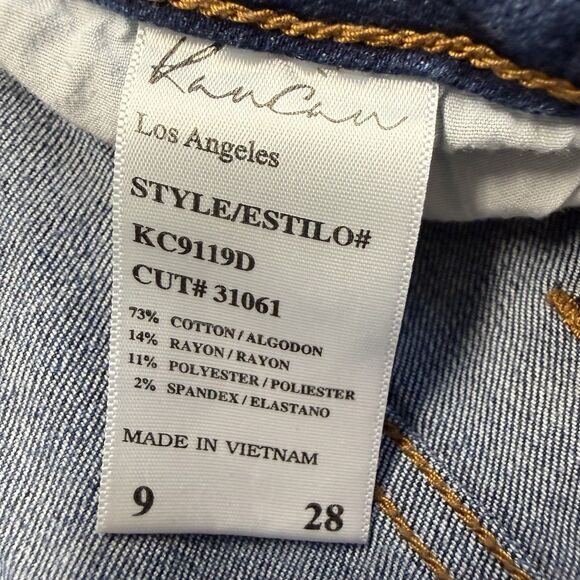 KanCan
Los Angeles
STYLE/ESTILO#
KC9119D
CUT# 31061
73% COTTON / ALGODON
14% RAYON / RAYON
11% POLYESTER / POLIESTER
2% SPANDEX / ELASTANO
MADE IN VIETNAM
9 28